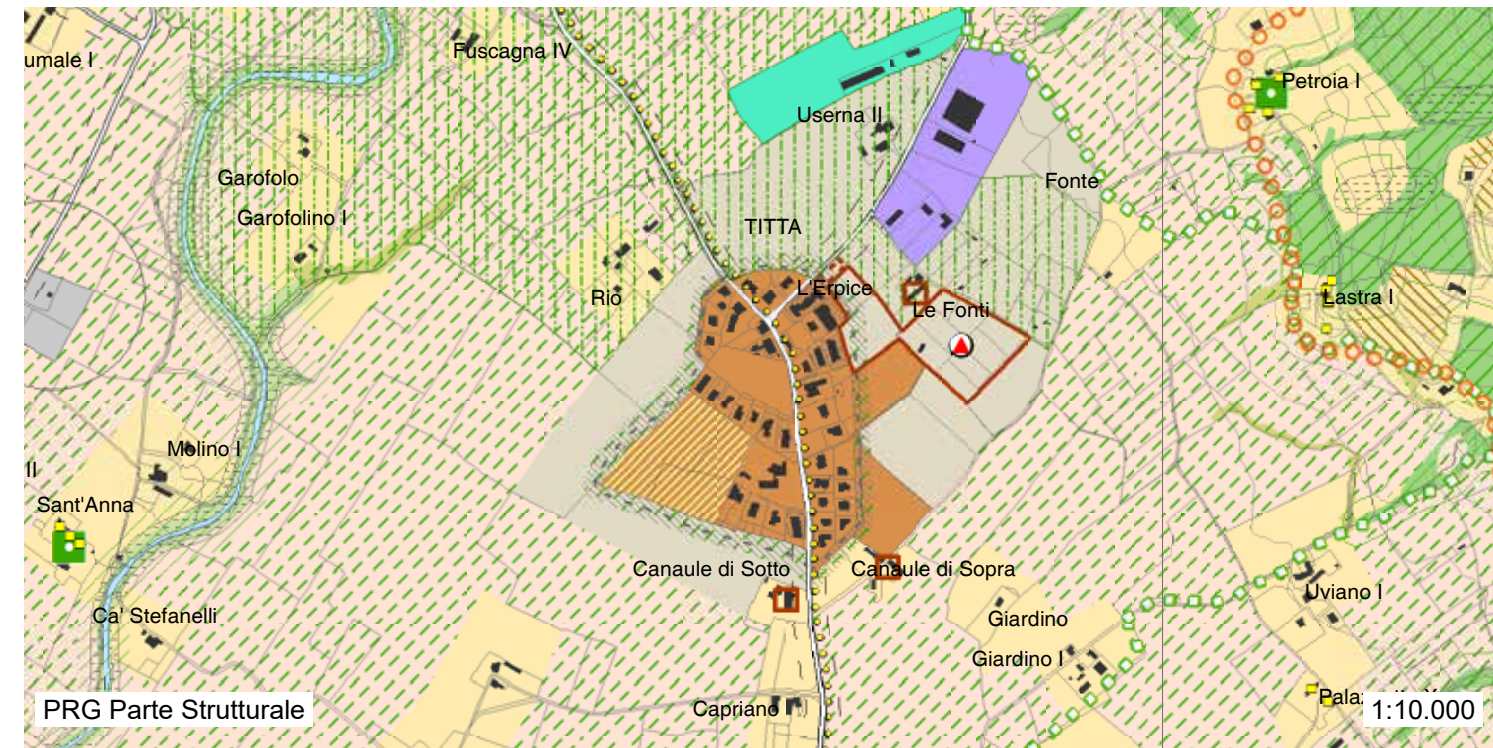 umale I
Fuscagna IV
Petroia I
Userna II
Garofolo
Fonte
Garofolino I
TITTA
Rio
L'Erpice
Lastra I
Le Fonti
Molino I
II
Sant'Anna
Canaule di Sotto
Canaule di Sopra
Uviano I
Ca' Stefanelli
Giardino
Giardino I
Capriano
PRG Parte Strutturale
1:10.000